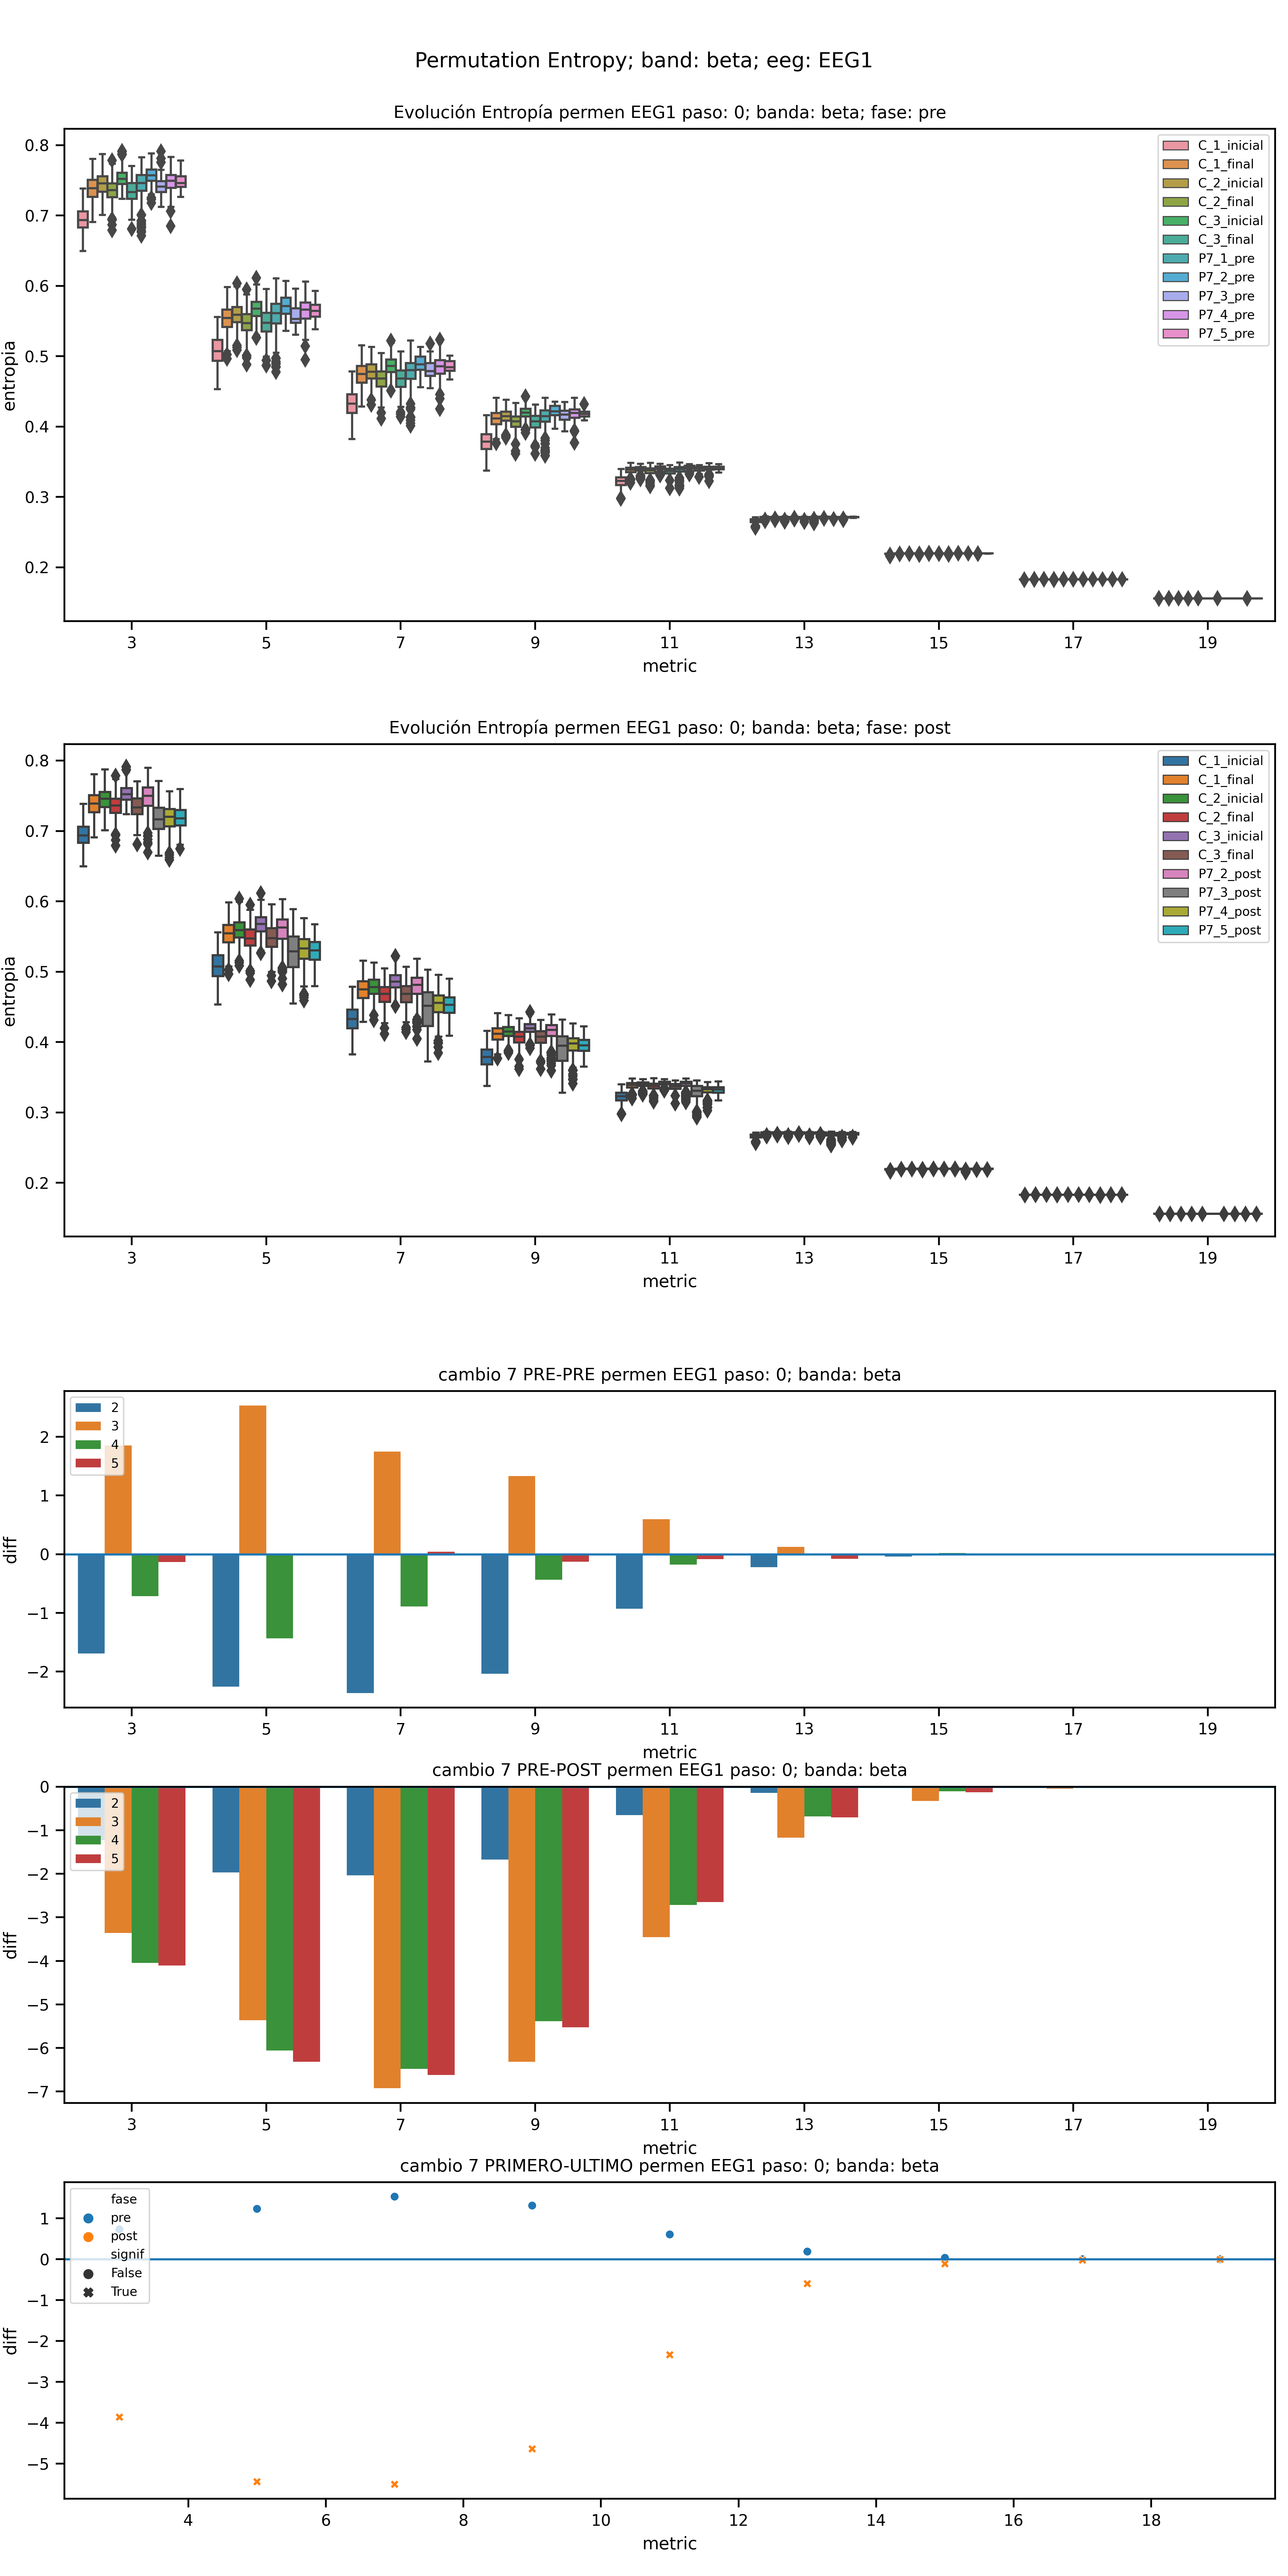 Permutation Entropy; band: beta; eeg: EEG1
Evolución Entropía permen EEG1 paso: 0; banda: beta; fase: pre
0.8
0.7
0.6
0.5
0.4
0.3
0.2
entropia
C_1_inicial
C_1_final
C_2_inicial
C_2_final
C_3_inicial
C_3_final
P7_1_pre
P7_2_pre
P7_3_pre
P7_4_pre
P7_5_pre
3 5 7 9 11 13 15 17 19
metric
Evolución Entropía permen EEG1 paso: 0; banda: beta; fase: post
0.8
0.7
0.6
0.5
0.4
0.3
0.2
entropia
C_1_inicial
C_1_final
C_2_inicial
C_2_final
C_3_inicial
C_3_final
P7_2_post
P7_3_post
P7_4_post
P7_5_post
3 5 7 9 11 13 15 17 19
metric
cambio 7 PRE-PRE permen EEG1 paso: 0; banda: beta
2
1
0
−1
−2
diff
2
3
4
5
3 5 7 9 11 13 15 17 19
metric
cambio 7 PRE-POST permen EEG1 paso: 0; banda: beta
0
−1
−2
−3
−4
−5
−6
−7
diff
2
3
4
5
3 5 7 9 11 13 15 17 19
metric
cambio 7 PRIMERO-ULTIMO permen EEG1 paso: 0; banda: beta
1
0
−1
−2
−3
−4
−5
diff
fase
pre
post
signif
False
True
4 6 8 10 12 14 16 18
metric